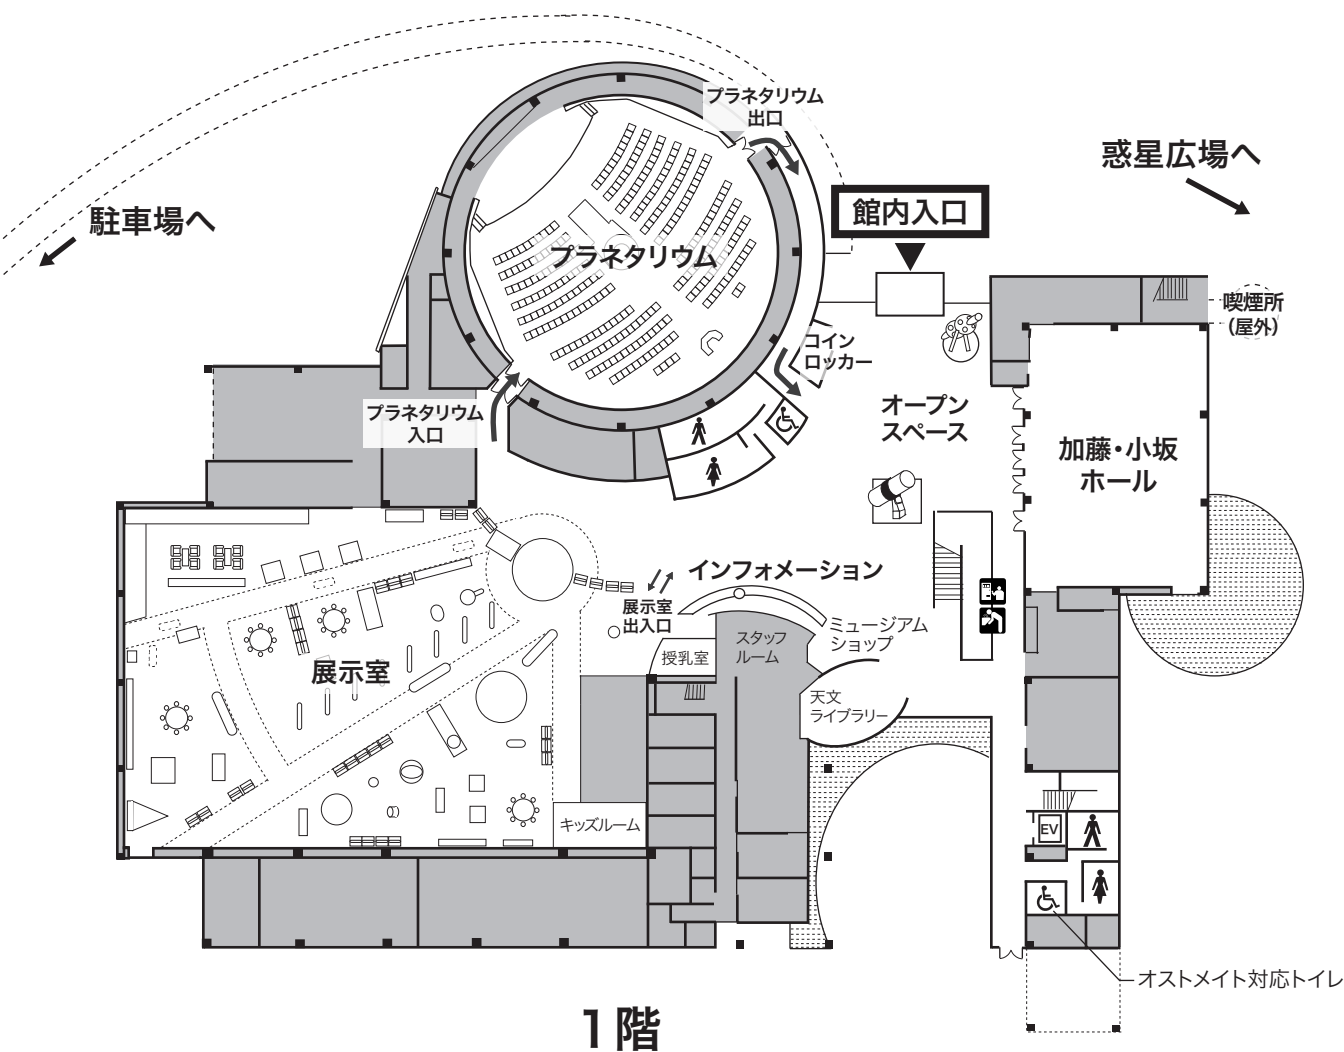 プラネタリウム
出口
惑星広場へ
駐車場へ
館内入口
プラネタリウム
喫煙所
(屋外)
コイン
ロッカー
プラネタリウム
入口
オープン
スペース
加藤・小坂
ホール
インフォメーション
展示室
出入口
ミュージアム
ショップ
スタッフ
ルーム
授乳室
展示室
天文
ライブラリー
キッズルーム
EV
オストメイト対応トイレ
1階